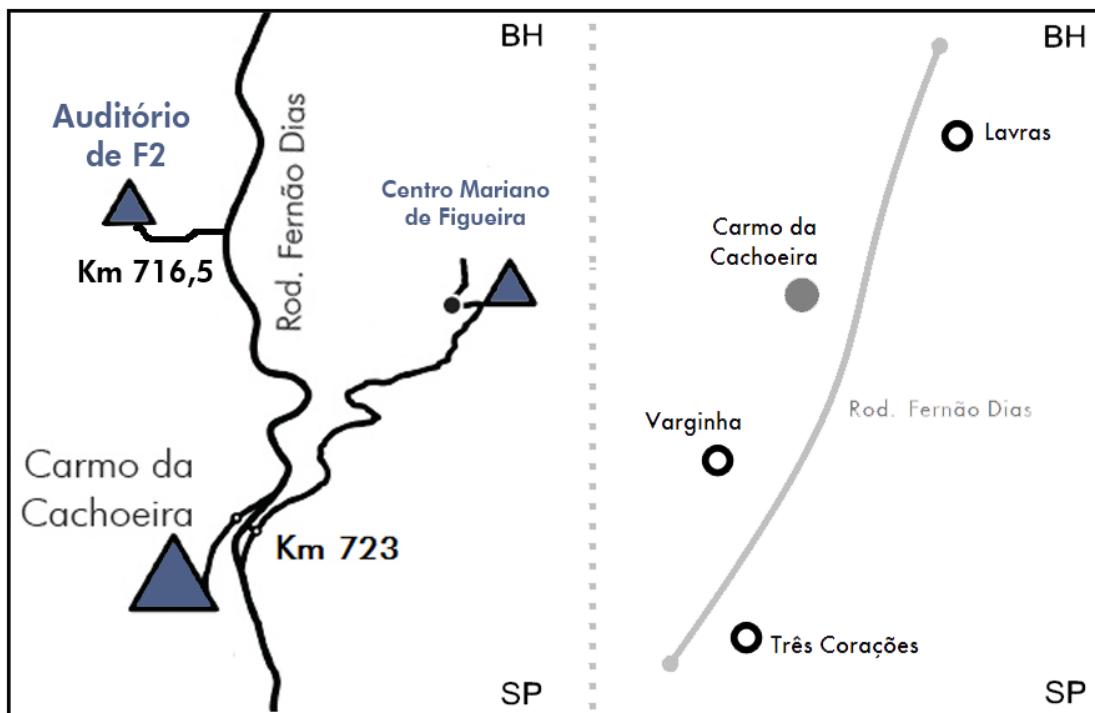 BH
Auditório
de F2
Rod. Fernão Dias
Centro Mariano
de Figueira
Km 716,5
Carmo da
Cachoeira
Km 723
SP
BH
Lavras
Carmo da
Cachoeira
Rod. Fernão Dias
Varginha
Três Corações
SP